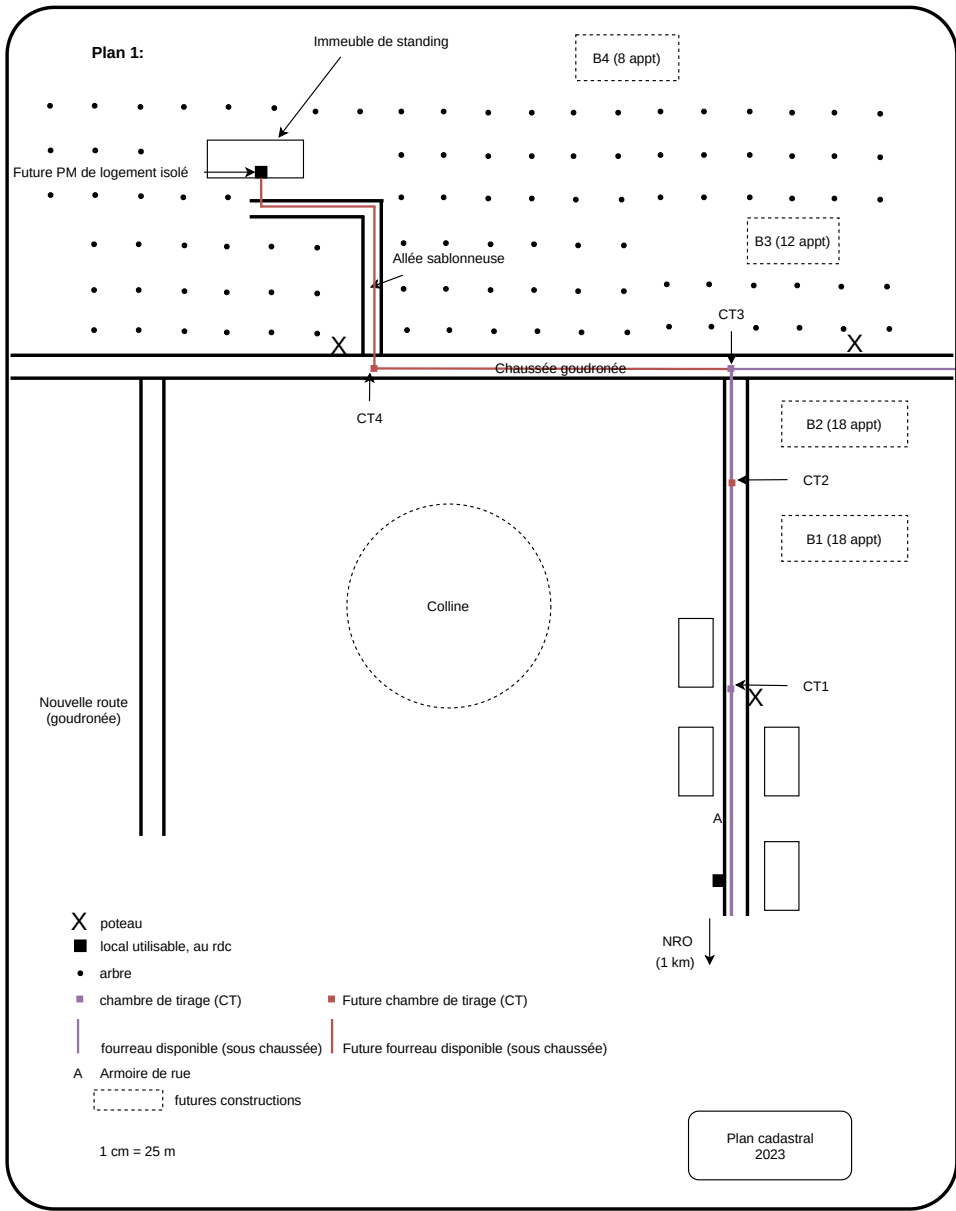 Plan 1:
Immeuble de standing
B4 (8 appt)
Future PM de logement isolé
B3 (12 appt)
Allée sablonneuse
CT3
X
X
Chaussée goudronée
CT4
B2 (18 appt)
CT2
B1 (18 appt)
Colline
CT1
X
Nouvelle route
(goudronée)
A
NRO
(1 km)
X poteau
local utilisable, au rdc
arbre
chambre de tirage (CT)
Future chambre de tirage (CT)
fourreau disponible (sous chaussée)
Future fourreau disponible (sous chaussée)
A Armoire de rue
futures constructions
1 cm = 25 m
Plan cadastral
2023